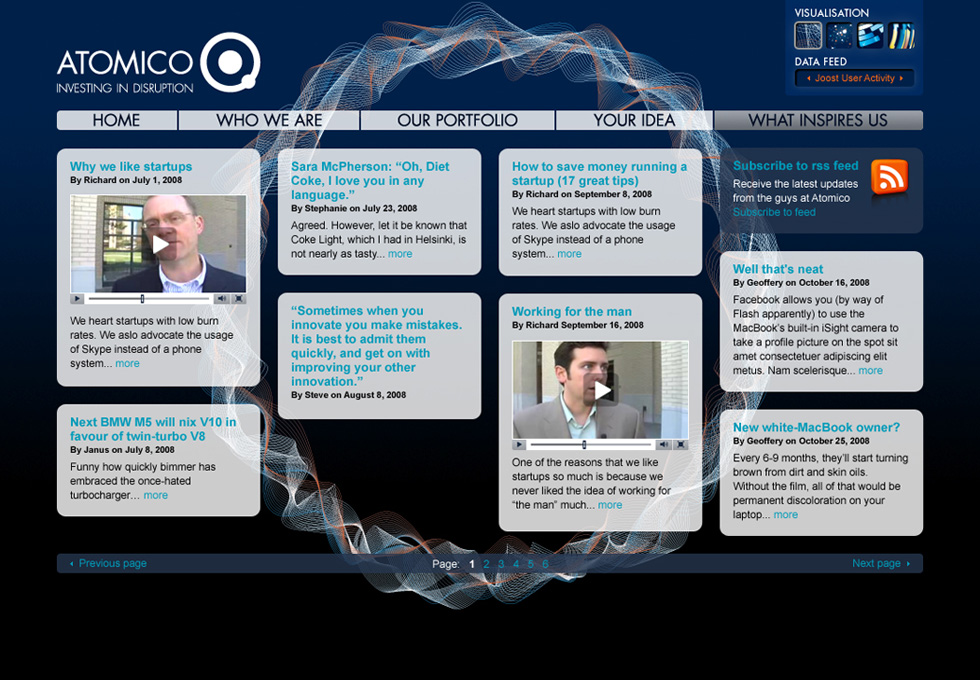 VISUALISATION
DATA FEED
Joost User Activity
ATOMICO
INVESTING IN DISRUPTION
HOME
WHO WE ARE
OUR PORTFOLIO
YOUR IDEA
WHAT INSPIRES US
Why we like startups
By Richard on July 1, 2008
We heart startups with low burn
rates. We aslo advocate the usage
of Skype instead of a phone
system... more
Next BMW M5 will nix V10 in
favour of twin-turbo V8
By Janus on July 8, 2008
Funny how quickly bimmer has
embraced the once-hated
turbocharger... more
Sara McPherson: “Oh, Diet
Coke, I love you in any
language.”
By Stephanie on July 23, 2008
Agreed. However, let it be known that
Coke Light, which I had in Helsinki, is
not nearly as tasty... more
“Sometimes when you
innovate you make mistakes.
It is best to admit them
quickly, and get on with
improving your other
innovation.”
By Steve on August 8, 2008
How to save money running a
startup (17 great tips)
By Richard on September 8, 2008
We heart startups with low burn
rates. We aslo advocate the usage
of Skype instead of a phone
system... more
Working for the man
By Richard September 16, 2008
One of the reasons that we like
startups so much is because we
never liked the idea of working for
“the man” much... more
Subscribe to rss feed
Receive the latest updates
from the guys at Atomico
Subscribe to feed
Well that's neat
By Geoffery on October 16, 2008
Facebook allows you (by way of
Flash apparently) to use the
MacBook’s built-in iSight camera to
take a profile picture on the spot sit
amet consectetuer adipiscing elit
metus. Nam scelerisque... more
New white-MacBook owner?
By Geoffery on October 25, 2008
Every 6-9 months, they’ll start turning
brown from dirt and skin oils.
Without the film, all of that would be
permanent discoloration on your
laptop... more
Previous page
Page: 1 2 3 4 5 6
Next page